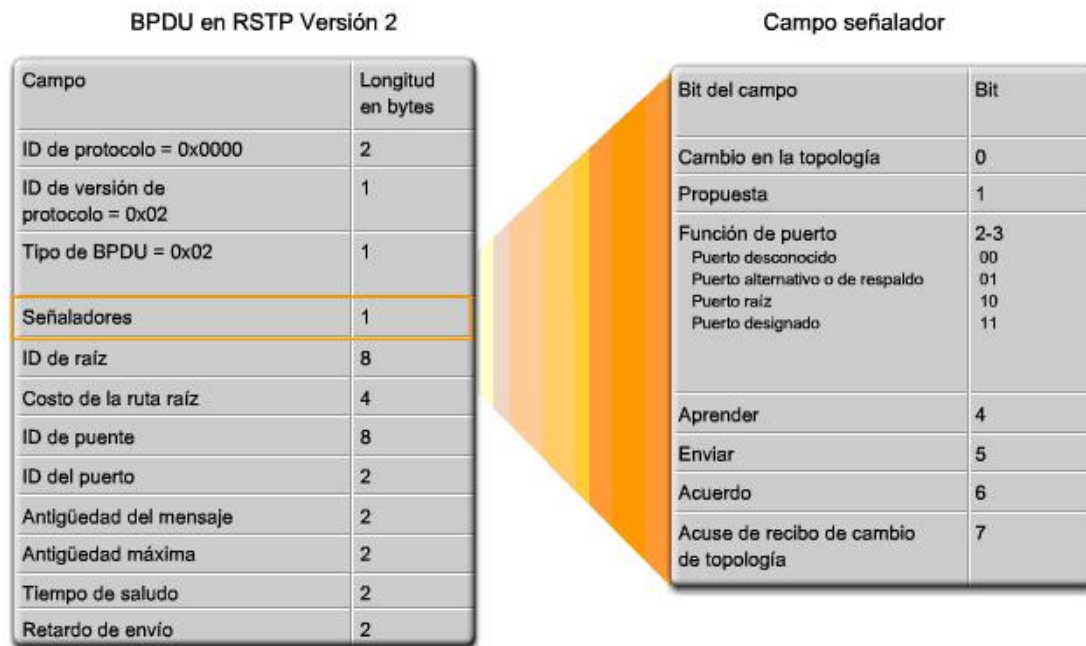 BPDU en RSTP Versión 2
Campo Longitud
en bytes
ID de protocolo = 0x0000 2
ID de versión de 1
protocolo = 0x02
Tipo de BPDU = 0x02 1
Señaladores 1
ID de raíz 8
Costo de la ruta raíz 4
ID de puente 8
ID del puerto 2
Antigüedad del mensaje 2
Antigüedad máxima 2
Tiempo de saludo 2
Retardo de envío 2
Campo señalador
Bit del campo Bit
Cambio en la topología 0
Propuesta 1
Función de puerto 2-3
Puerto desconocido 00
Puerto alternativo o de respaldo 01
Puerto raíz 10
Puerto designado 11
Aprender 4
Enviar 5
Acuerdo 6
Acuse de recibo de cambio 7
de topología